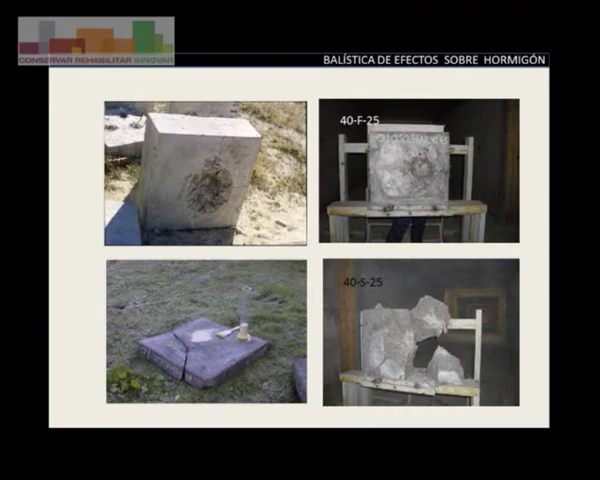 CONSERVAR REHABILITAR INNOVAR
BALÍSTICA DE EFECTOS SOBRE HORMIGÓN
40-F-25
40-S-25